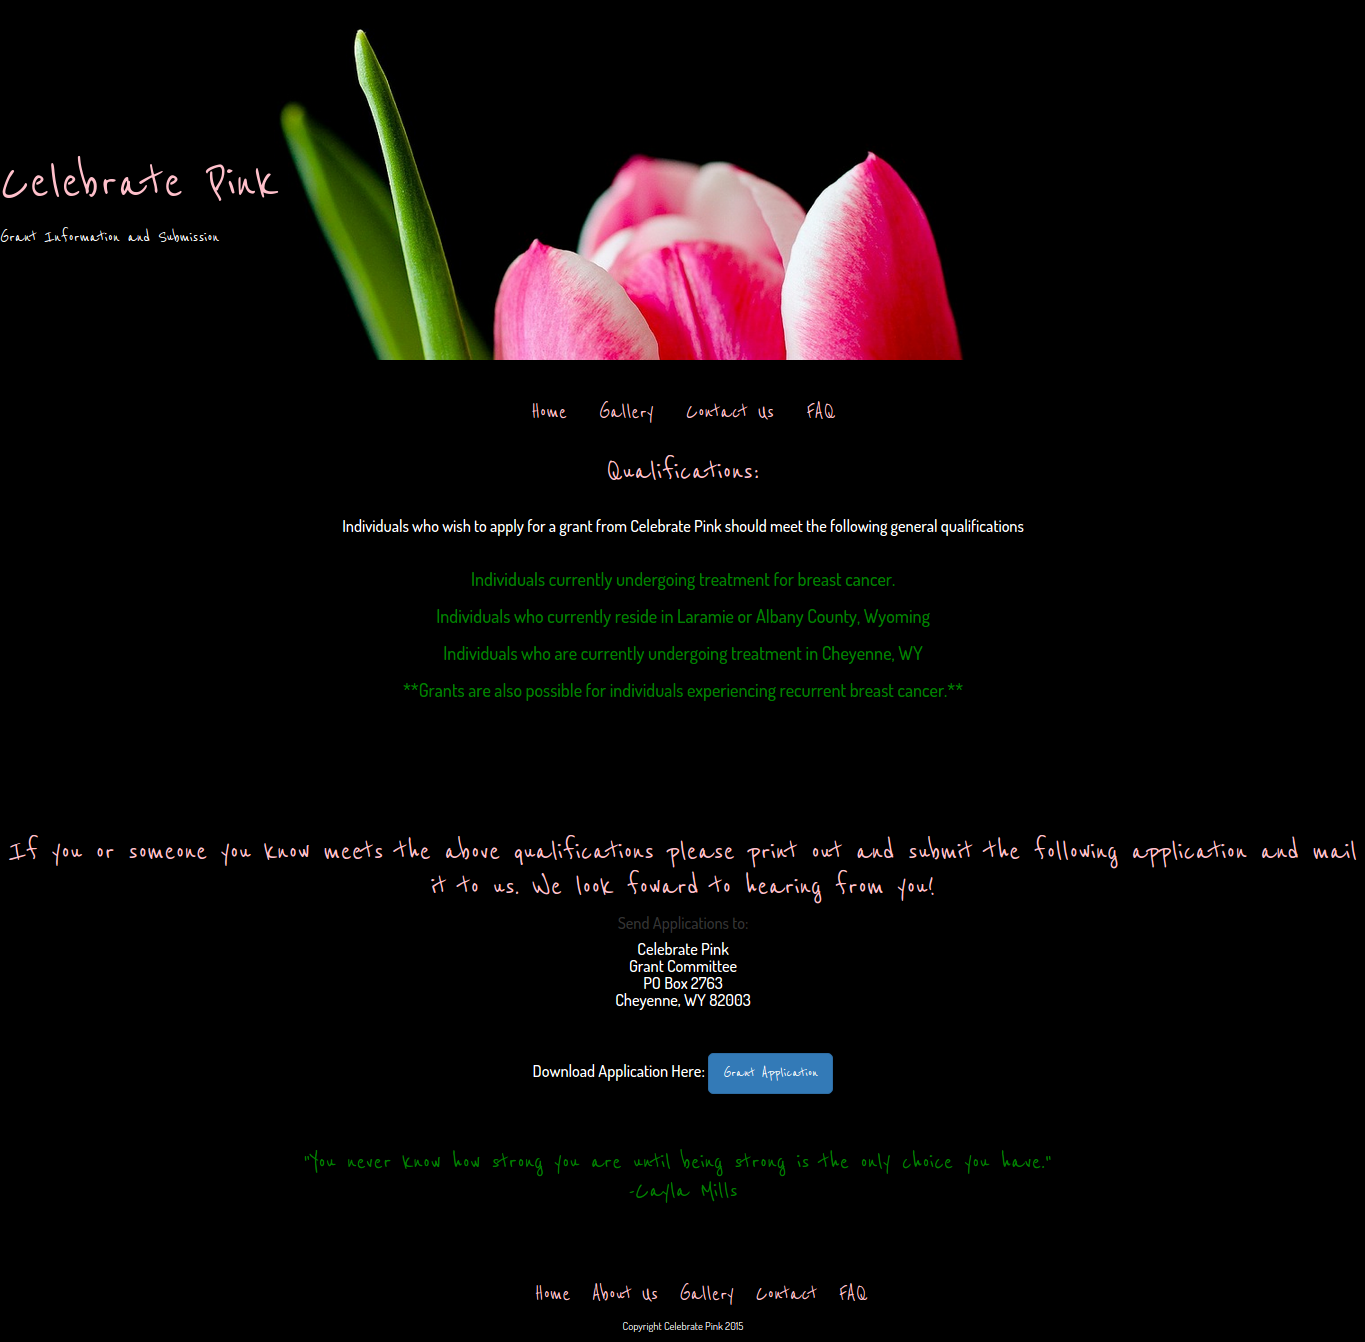 Celebrate Pink
Grant Information and Submission
Home Gallery Contact Us FAQ
Qualifications:
Individuals who wish to apply for a grant from Celebrate Pink should meet the following general qualifications
Individuals currently undergoing treatment for breast cancer.
Individuals who currently reside in Laramie or Albany County, Wyoming
Individuals who are currently undergoing treatment in Cheyenne, WY
**Grants are also possible for individuals experiencing recurrent breast cancer.**
If you or someone you know meets the above qualifications please print out and submit the following application and mail
it to us. We look foward to hearing from you!
Send Applications to:
Celebrate Pink
Grant Committee
PO Box 2763
Cheyenne, WY 82003
Download Application Here: Grant Application
"You never know how strong you are until being strong is the only choice you have."
-Cayla Mills
Home About Us Gallery Contact FAQ
Copyright Celebrate Pink 2015